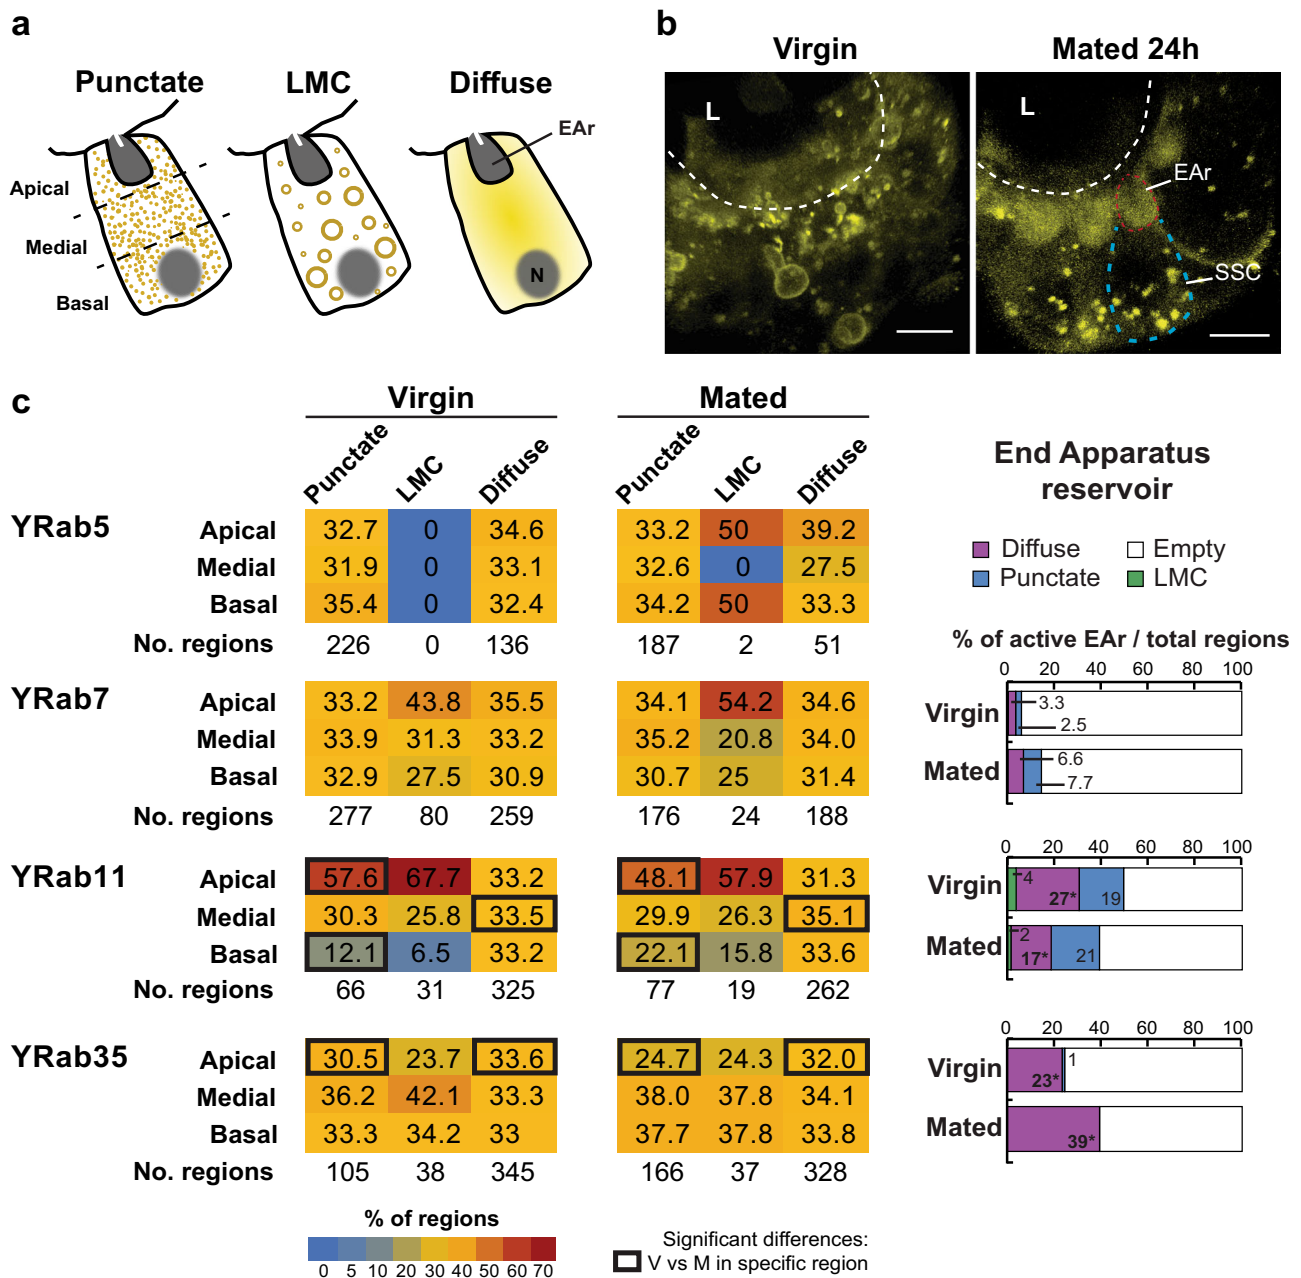 a
Punctate LMC Diffuse
EAr
Apical
Medial
Basal
N
b
Virgin Mated 24h
L L
EAr
SSC
c
Virgin Mated
Punctate LMC Diffuse Punctate LMC Diffuse
YRab5
Apical 32.7 0 34.6 33.2 50 39.2
Medial 31.9 0 33.1 32.6 0 27.5
Basal 35.4 0 32.4 34.2 50 33.3
No. regions 226 0 136 187 2 51
YRab7
Apical 33.2 43.8 35.5 34.1 54.2 34.6
Medial 33.9 31.3 33.2 35.2 20.8 34.0
Basal 32.9 27.5 30.9 30.7 25 31.4
No. regions 277 80 259 176 24 188
YRab11
Apical 57.6 67.7 33.2 48.1 57.9 31.3
Medial 30.3 25.8 33.5 29.9 26.3 35.1
Basal 12.1 6.5 33.2 22.1 15.8 33.6
No. regions 66 31 325 77 19 262
YRab35
Apical 30.5 23.7 33.6 24.7 24.3 32.0
Medial 36.2 42.1 33.3 38.0 37.8 34.1
Basal 33.3 34.2 33 37.7 37.8 33.8
No. regions 105 38 345 166 37 328
% of regions
0 5 10 20 30 40 50 60 70
Significant differences:
V vs M in specific region
End Apparatus
reservoir
Diffuse Empty
Punctate LMC
% of active EAr / total regions
0 20 40 60 80 100
Virgin 3.3
2.5
Mated 6.6
7.7
0 20 40 60 80 100
Virgin 4 27* 19
Mated 2 17* 21
0 20 40 60 80 100
Virgin 23* 1
Mated 39*